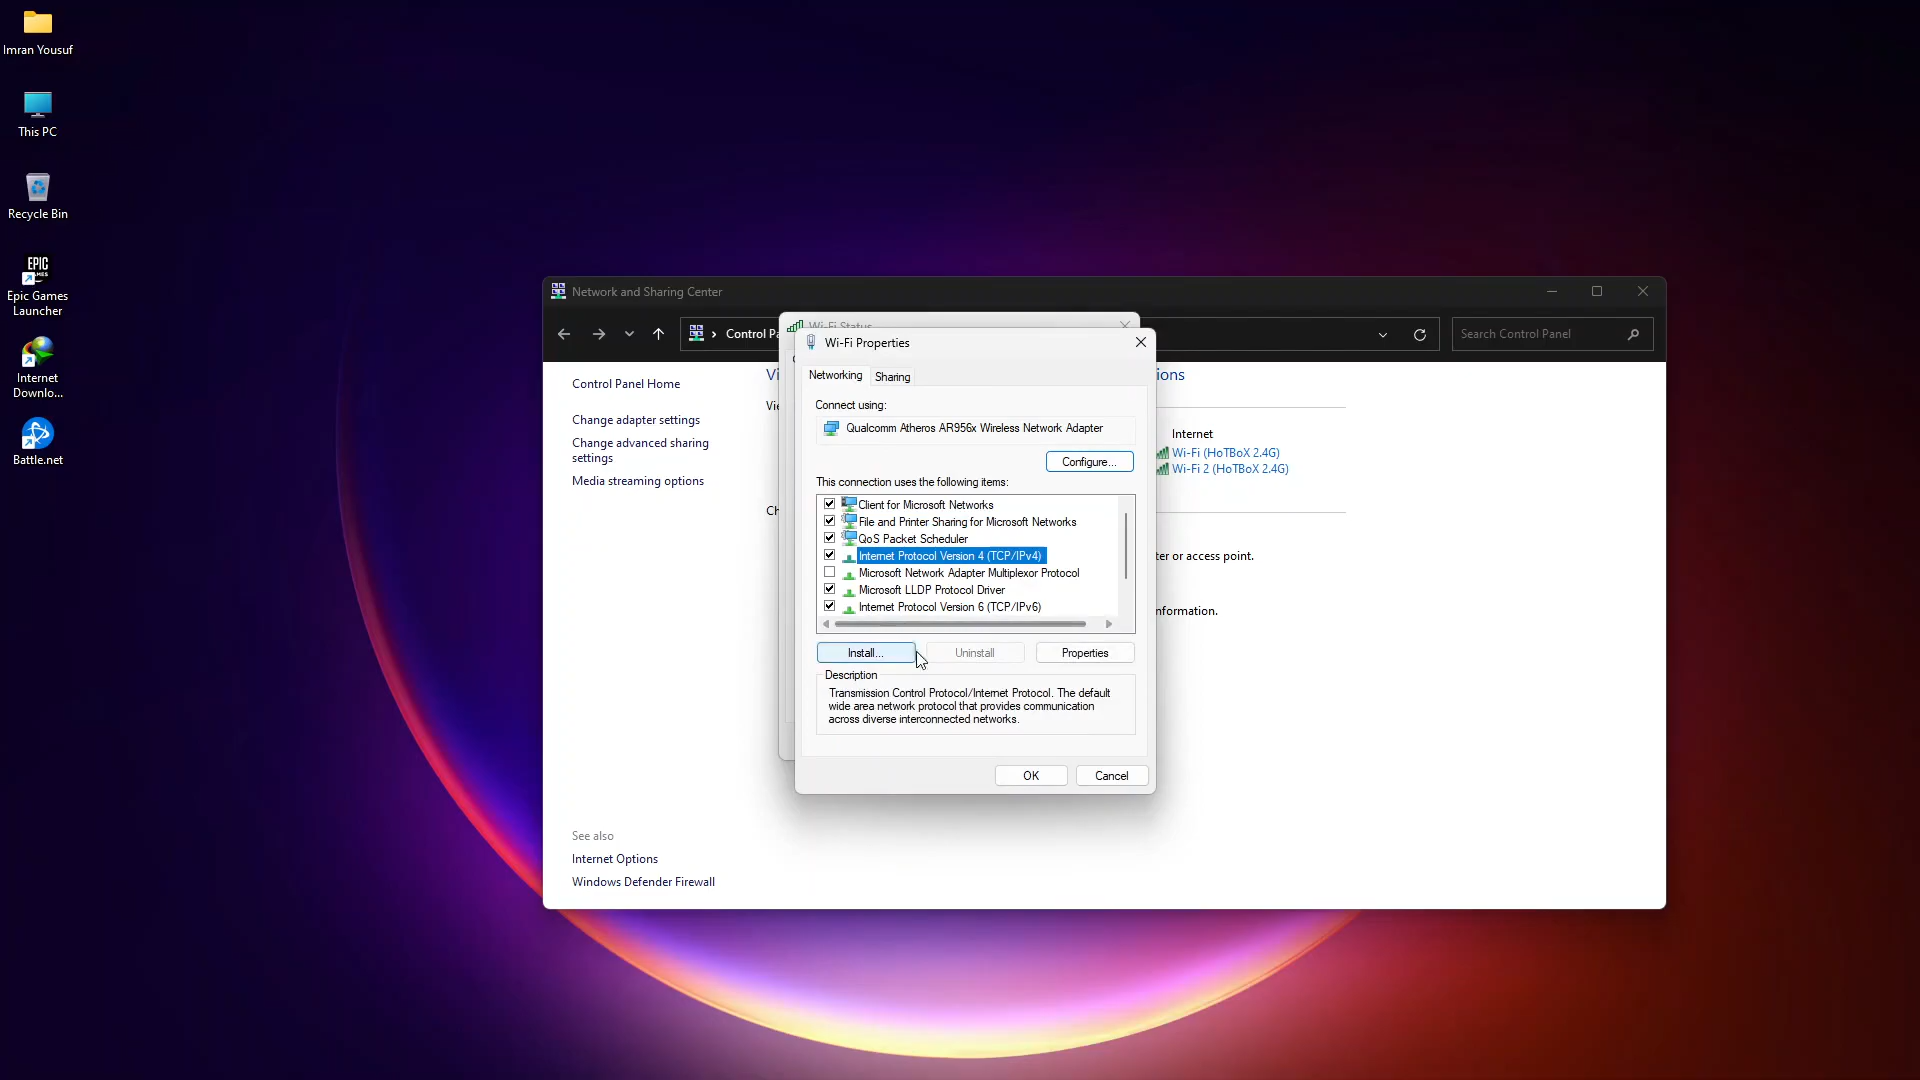 Imran Yousuf
This PC
Recycle Bin
EPIC
Epic Games
Launcher
Internet
Downlo...
Battle.net
Network and Sharing Center
Control Pa
Search Control Panel
Control Panel Home
Change adapter settings
Change advanced sharing
settings
Media streaming options
See also
Internet Options
Windows Defender Firewall
Vi
Vie
Ch
ions
Internet
Wi-Fi (HoTBoX 2.4G)
Wi-Fi 2 (HoTBoX 2.4G)
ter or access point.
nformation.
Wi-Fi Status
Wi-Fi Properties
Networking
Sharing
Connect using:
Qualcomm Atheros AR956x Wireless Network Adapter
Configure...
This connection uses the following items:
Client for Microsoft Networks
File and Printer Sharing for Microsoft Networks
QoS Packet Scheduler
Internet Protocol Version 4 (TCP/IPv4)
Microsoft Network Adapter Multiplexor Protocol
Microsoft LLDP Protocol Driver
Internet Protocol Version 6 (TCP/IPv6)
Install...
Uninstall
Properties
Description
Transmission Control Protocol/Internet Protocol. The default
wide area network protocol that provides communication
across diverse interconnected networks.
OK
Cancel